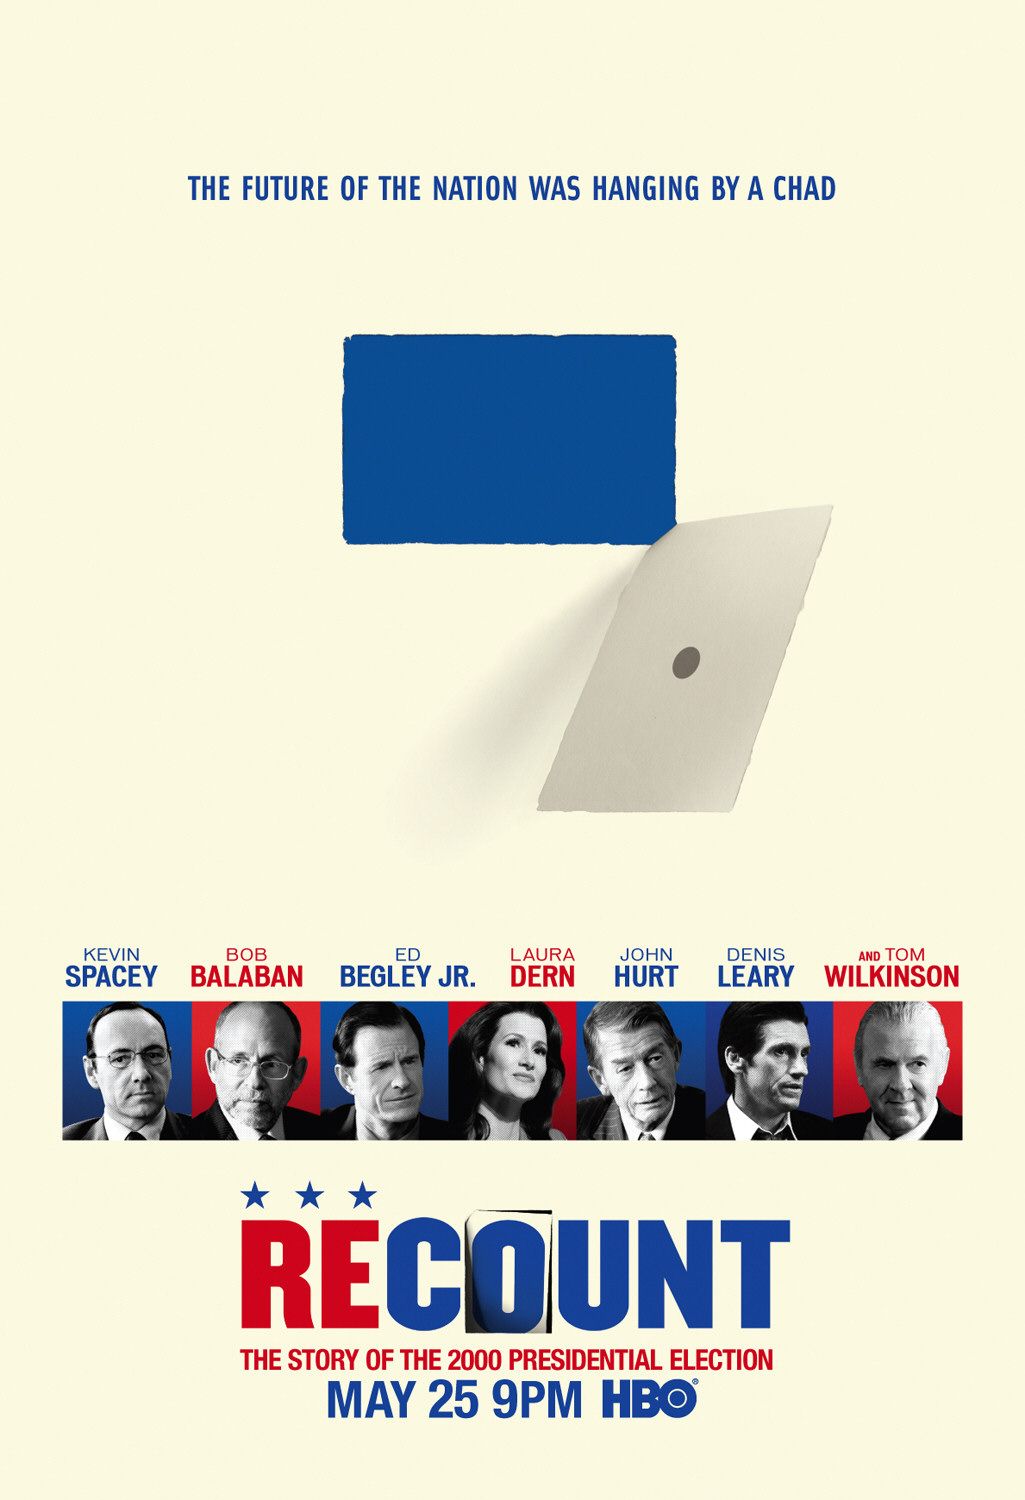 THE FUTURE OF THE NATION WAS HANGING BY A CHAD
KEVIN SPACEY
BOB BALABAN
ED BEGLEY JR.
LAURA DERN
JOHN HURT
DENIS LEARY
AND TOM WILKINSON
RECOUNT
THE STORY OF THE 2000 PRESIDENTIAL ELECTION
MAY 25 9PM HBO®